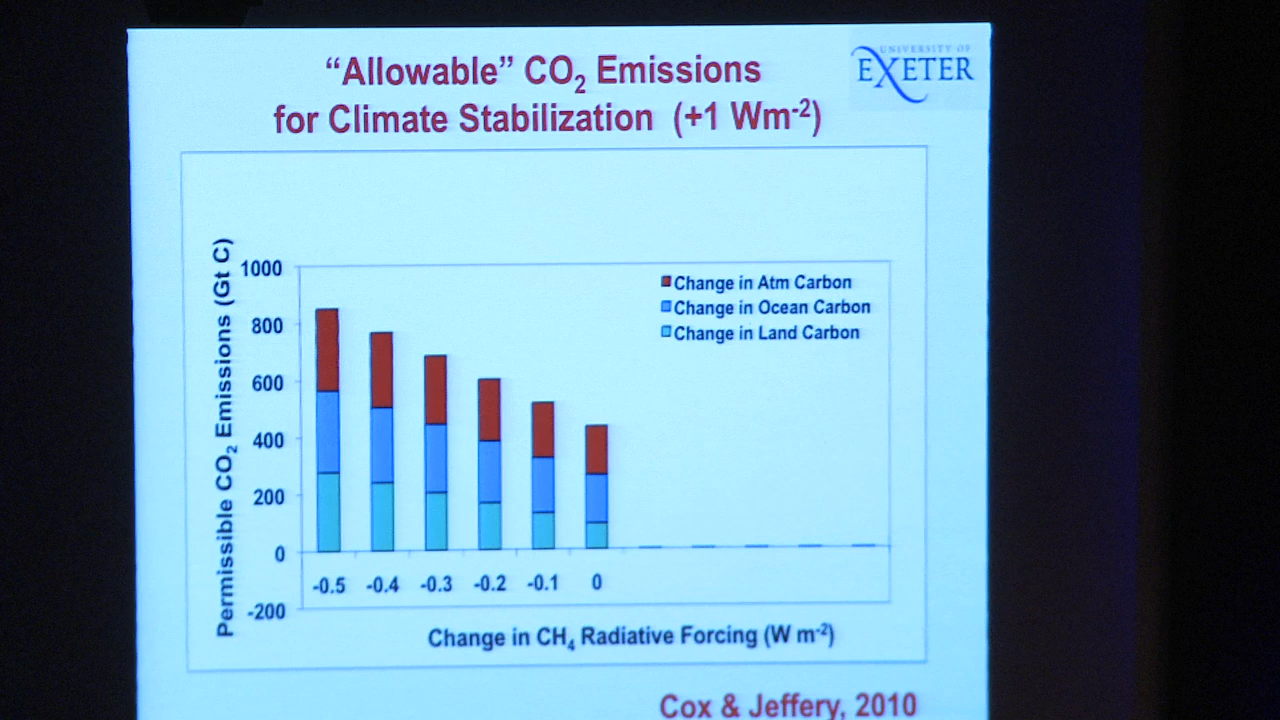 "Allowable" CO₂ Emissions
for Climate Stabilization (+1 Wm⁻²)
UNIVERSITY OF
EXETER
Permissible CO₂ Emissions (Gt C)
1000
800
600
400
200
0
-200
Change in Atm Carbon
Change in Ocean Carbon
Change in Land Carbon
-0.5 -0.4 -0.3 -0.2 -0.1 0
Change in CH₄ Radiative Forcing (W m⁻²)
Cox & Jeffery, 2010